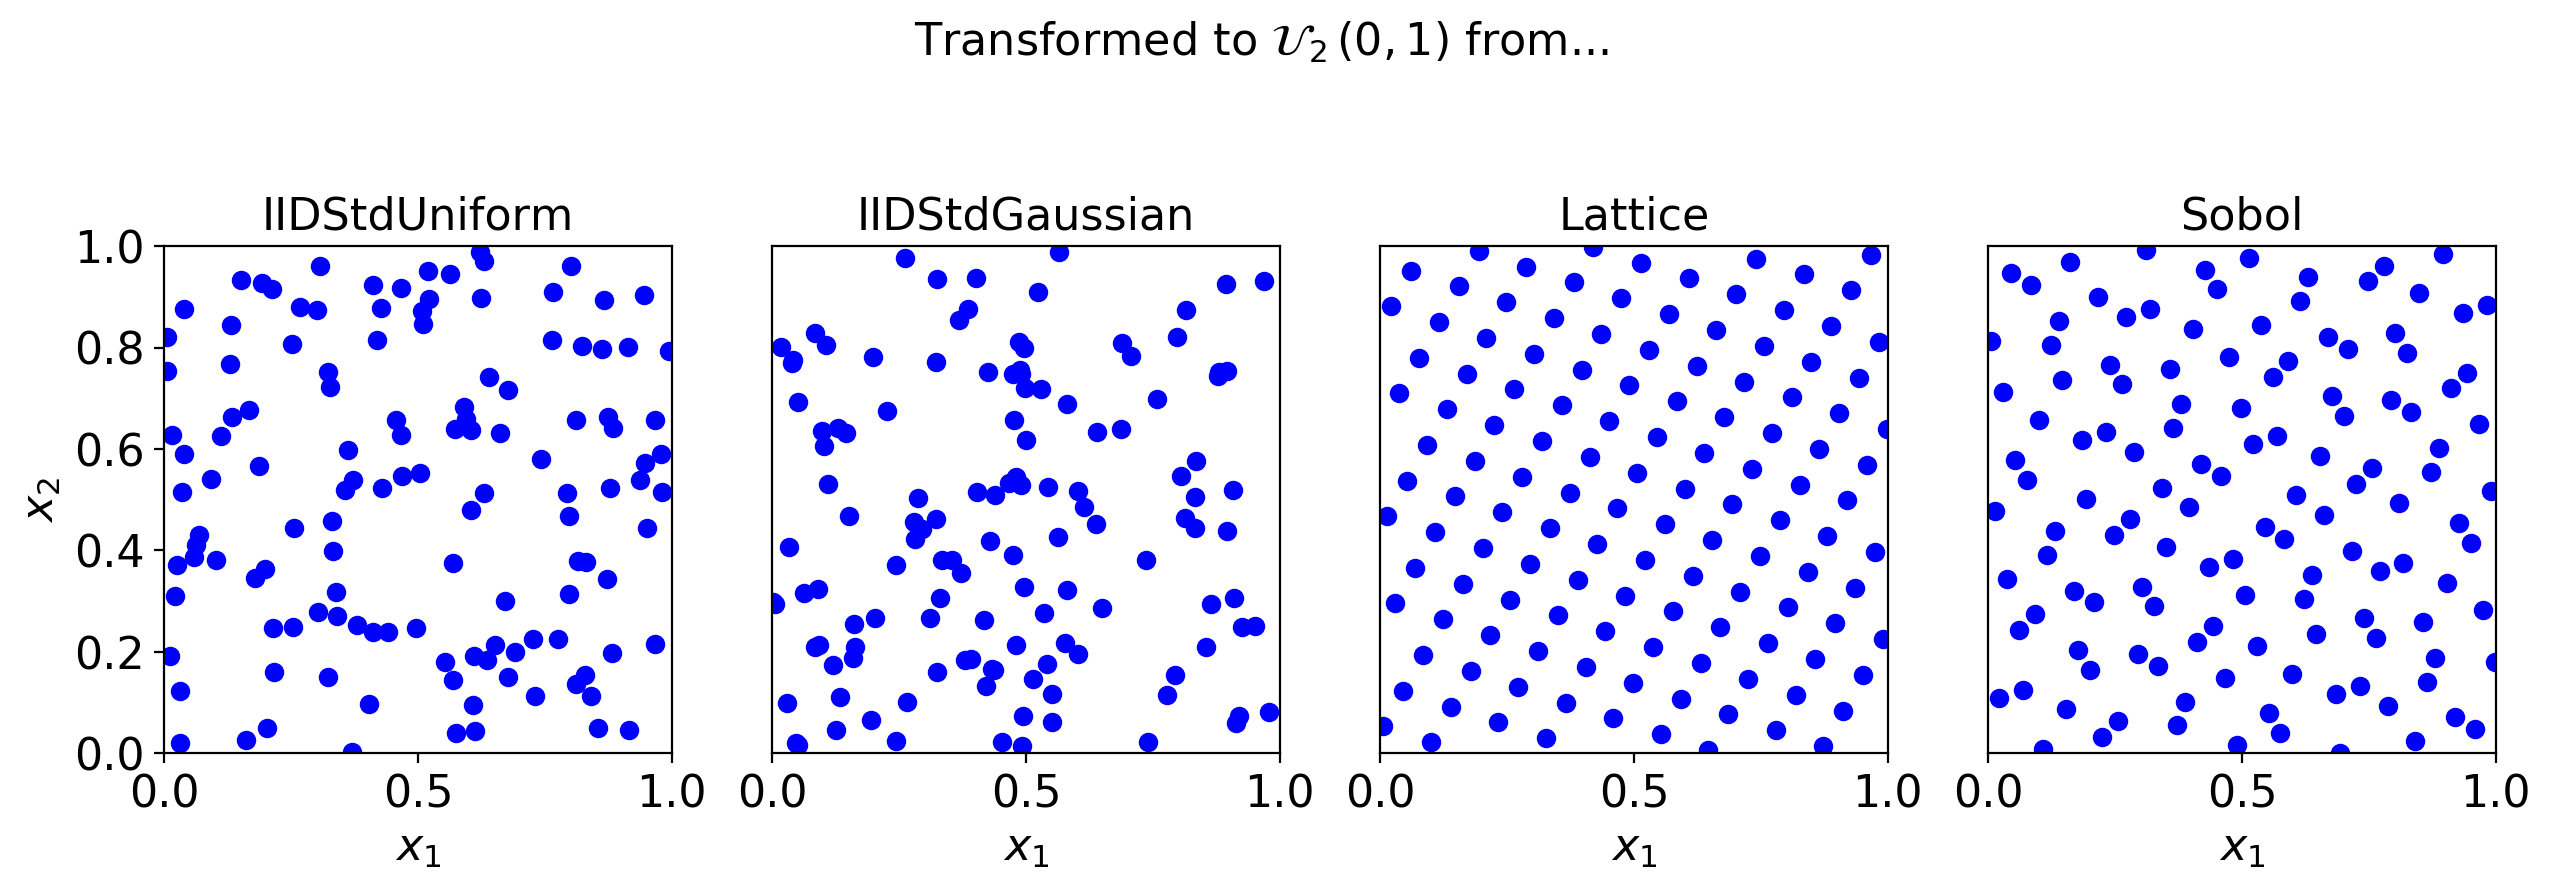 Transformed to 𝒰₂ (0, 1) from...
IIDStdUniform IIDStdGaussian Lattice Sobol
1.0
0.8
0.6
0.4
0.2
0.0
x₂
0.0 0.5 1.0 0.0 0.5 1.0 0.0 0.5 1.0 0.0 0.5 1.0
x₁ x₁ x₁ x₁